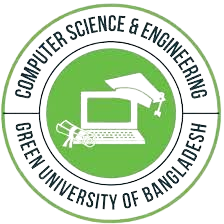 COMPUTER SCIENCE & ENGINEERING
GREEN UNIVERSITY OF BANGLADESH